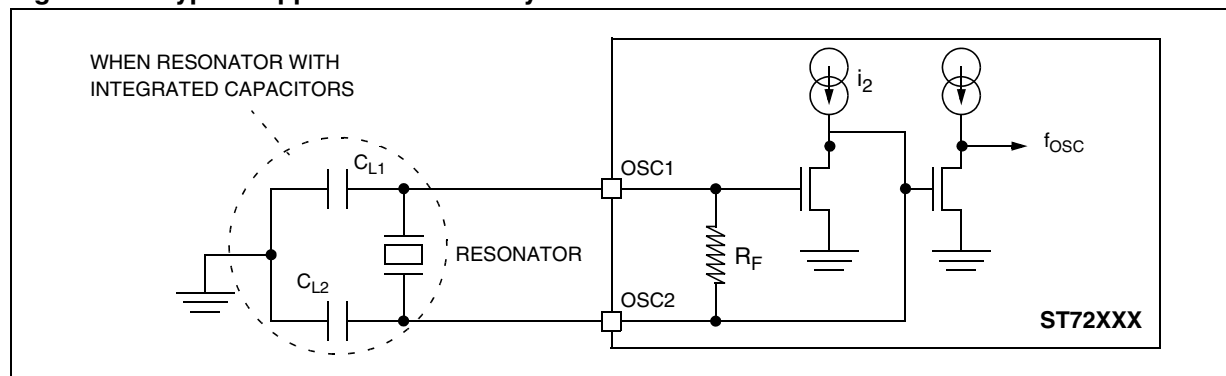 WHEN RESONATOR WITH
INTEGRATED CAPACITORS
CL1
CL2
RESONATOR
OSC1
OSC2
RF
i2
fOSC
ST72XXX